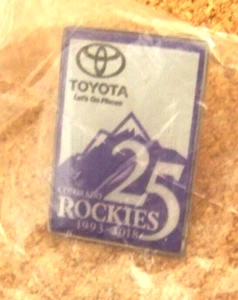 TOYOTA
Let's Go Places
25
COLORADO
ROCKIES
1993-2018